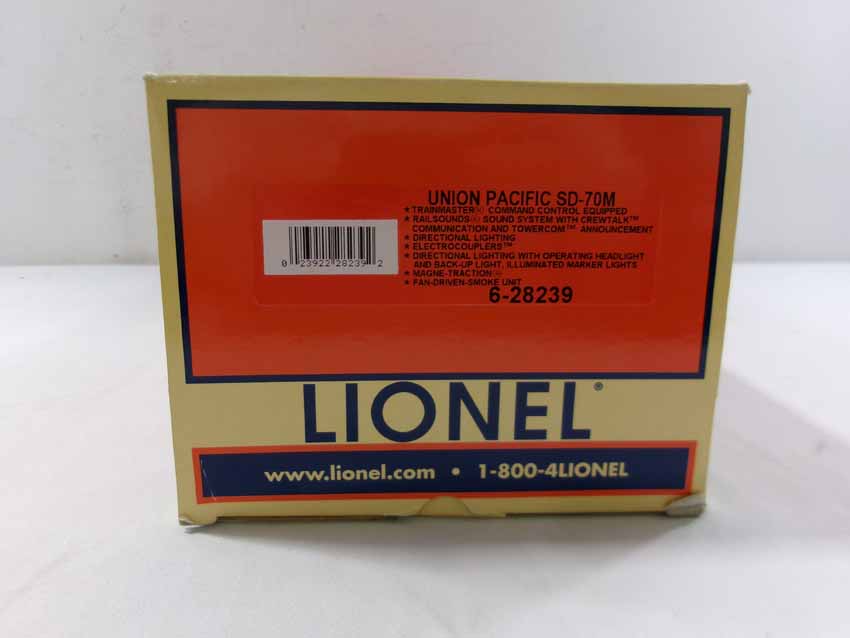 UNION PACIFIC SD-70M
★ TRAINMASTER® COMMAND CONTROL EQUIPPED
★ RAILSOUNDS® SOUND SYSTEM WITH CREWTALK™
COMMUNICATION AND TOWERCOM™ ANNOUNCEMENT
★ DIRECTIONAL LIGHTING
★ ELECTROCOUPLERS™
★ DIRECTIONAL LIGHTING WITH OPERATING HEADLIGHT
AND BACK-UP LIGHT, ILLUMINATED MARKER LIGHTS
★ MAGNE-TRACTION®
★ FAN-DRIVEN-SMOKE UNIT
6-28239
0 23922 28239 2
LIONEL®
www.lionel.com • 1-800-4LIONEL